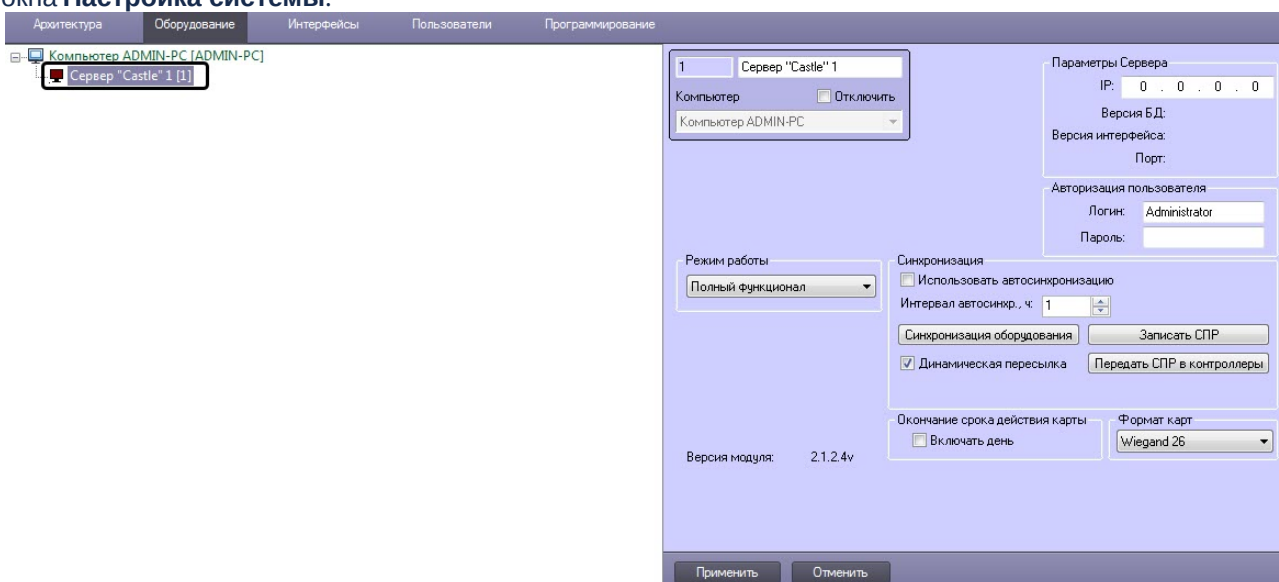 окна Настройка системы.
Архитектура Оборудование Интерфейсы Пользователи Программирование
Компьютер ADMIN-PC [ADMIN-PC]
Сервер "Castle" 1 [1]
1 Сервер "Castle" 1
Компьютер Отключить
Компьютер ADMIN-PC
Параметры Сервера
IP: 0 . 0 . 0 . 0
Версия БД:
Версия интерфейса:
Порт:
Авторизация пользователя
Логин: Administrator
Пароль:
Режим работы
Полный функционал
Синхронизация
Использовать автосинхронизацию
Интервал автосинхр., ч: 1
Синхронизация оборудования Записать СПР
Динамическая пересылка Передать СПР в контроллеры
Окончание срока действия карты
Включать день
Формат карт
Wiegand 26
Версия модуля: 2.1.2.4v
Применить Отменить